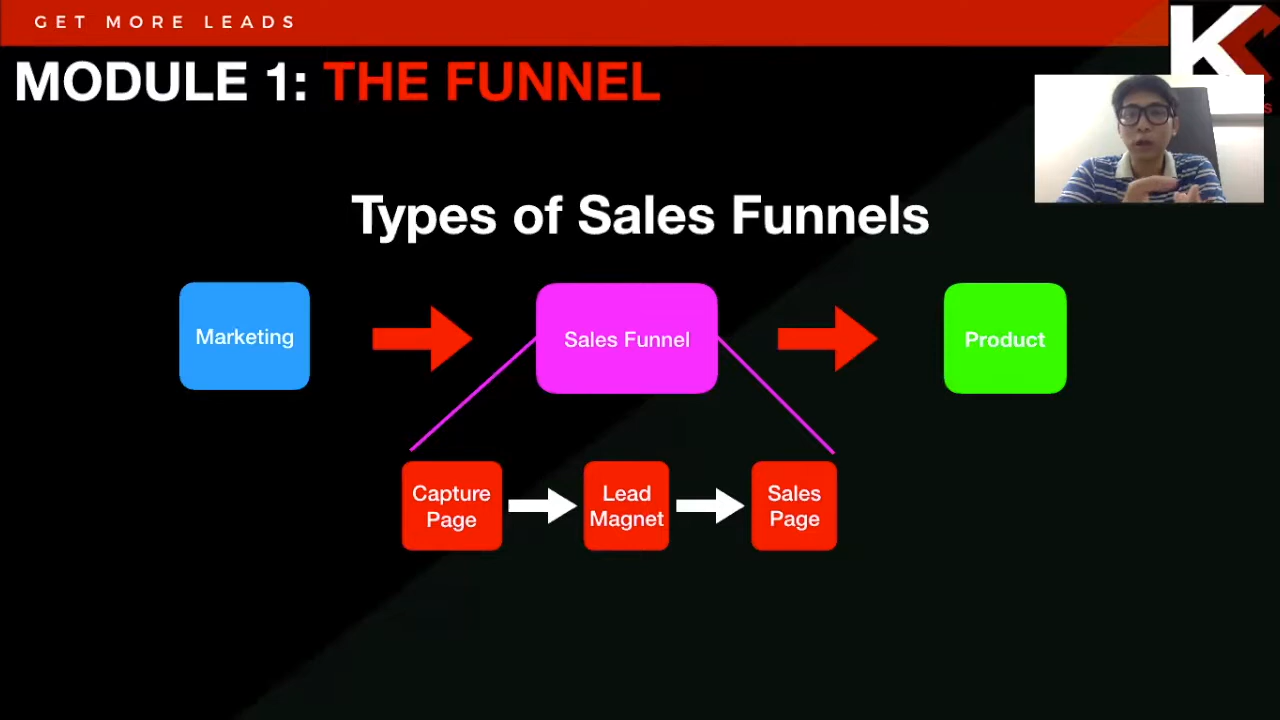 GET MORE LEADS
KC
MODULE 1: THE FUNNEL
Types of Sales Funnels
Marketing
Sales Funnel
Product
Capture
Page
Lead
Magnet
Sales
Page